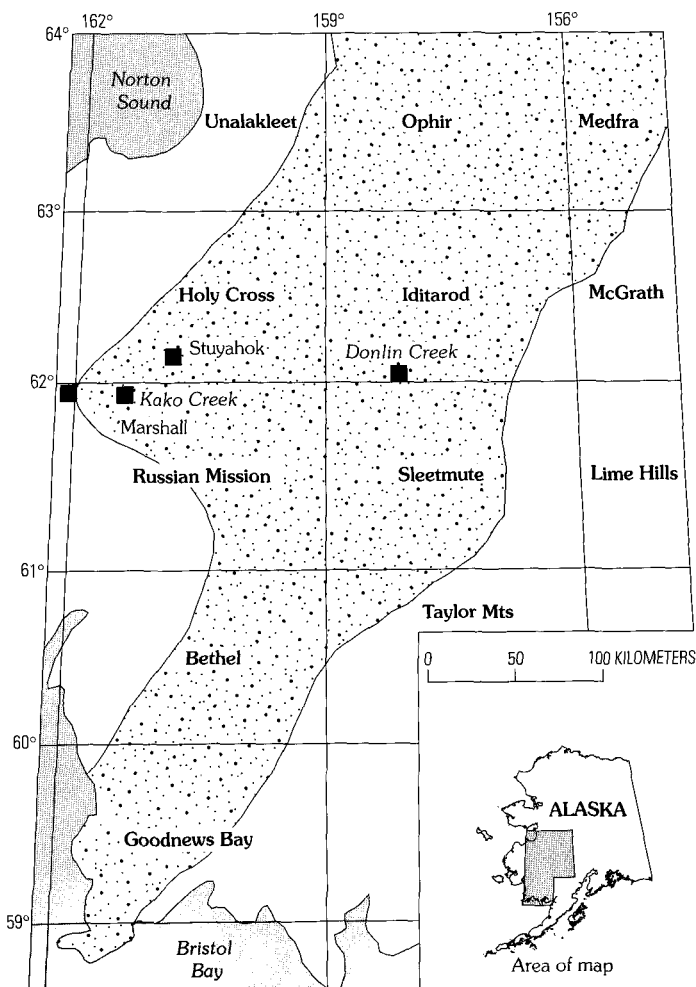 162°
159°
156°
64°
Norton
Sound
Unalakleet
Ophir
Medfra
63°
Holy Cross
Iditarod
McGrath
Stuyahok
Donlin Creek
62°
Kako Creek
Marshall
Russian Mission
Sleetmute
Lime Hills
61°
Taylor Mts
Bethel
0 50 100 KILOMETERS
60°
ALASKA
Goodnews Bay
59°
Bristol
Bay
Area of map